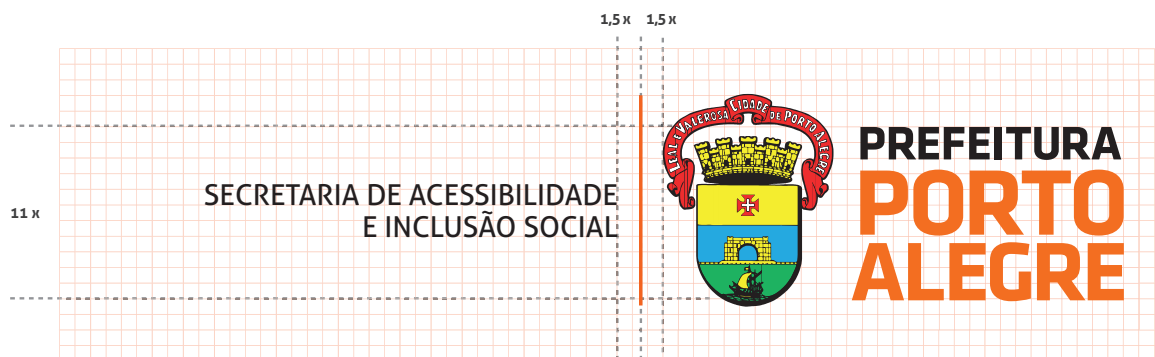 1,5 x 1,5 x
LEAL E VALEROSA CIDADE DE PORTO ALEGRE
PREFEITURA
PORTO
ALEGRE
SECRETARIA DE ACESSIBILIDADE
E INCLUSÃO SOCIAL
11 x